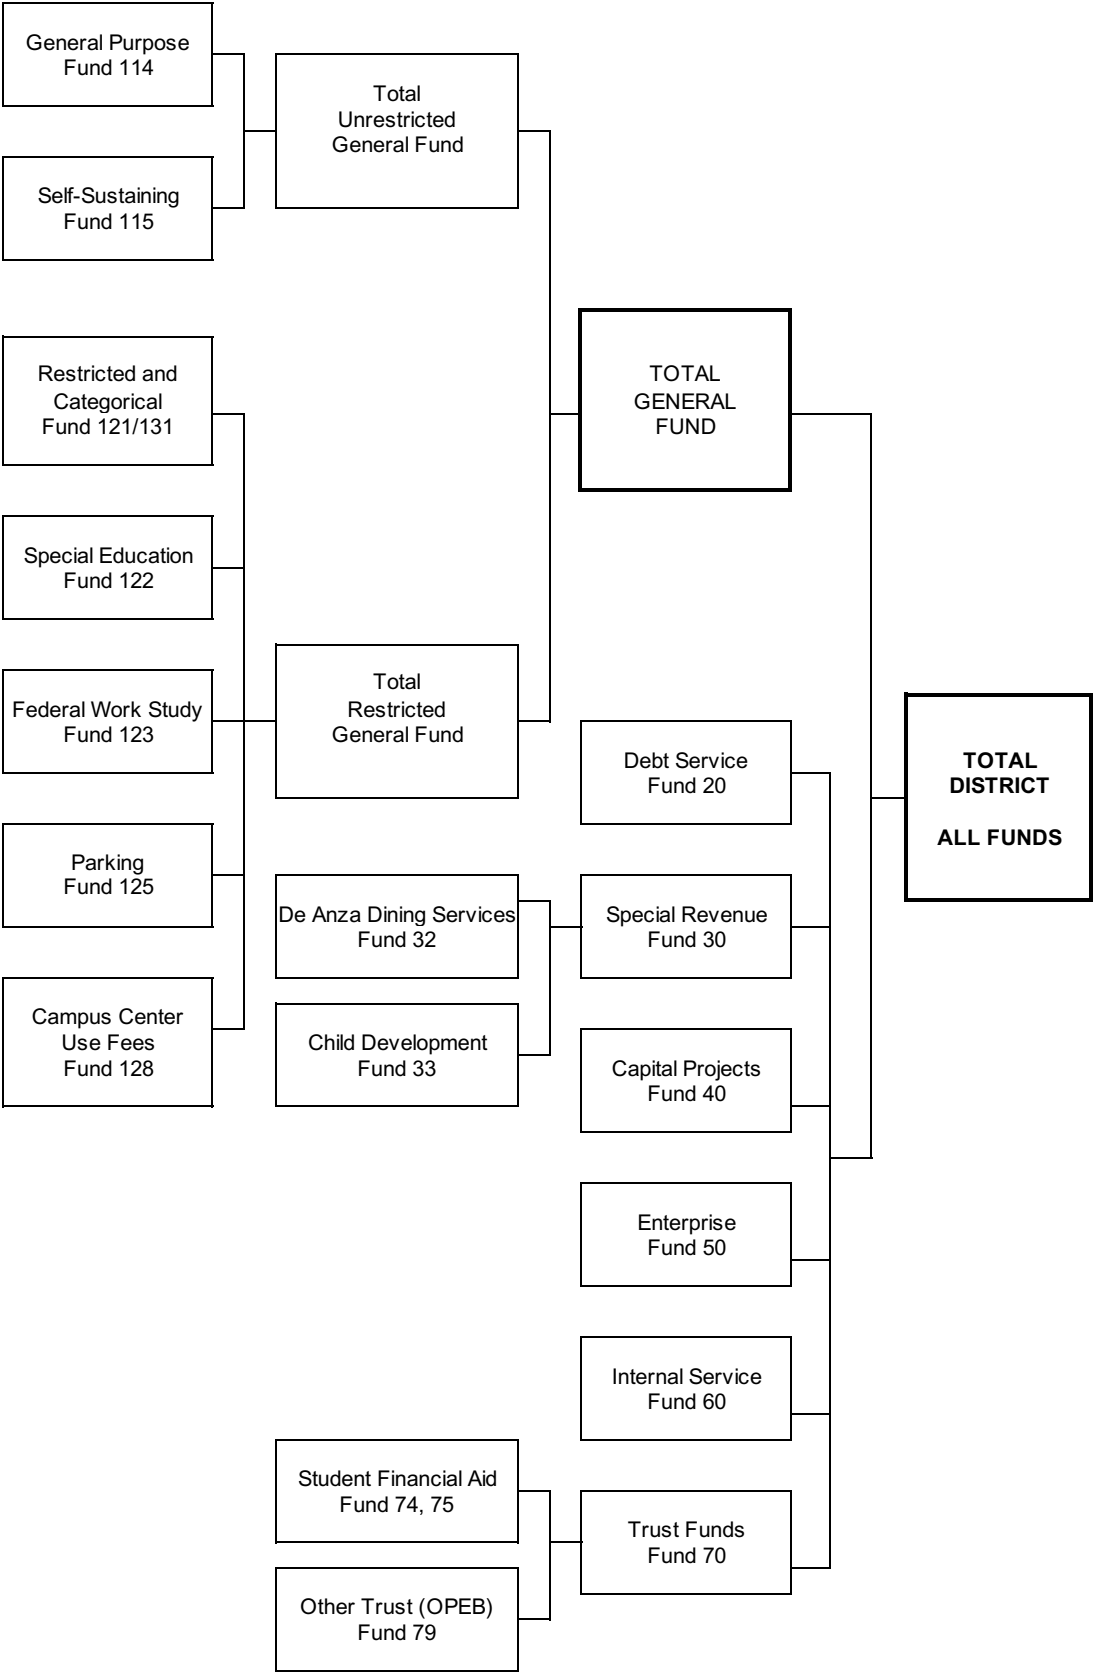 General Purpose
Fund 114
Self-Sustaining
Fund 115
Restricted and
Categorical
Fund 121/131
Special Education
Fund 122
Federal Work Study
Fund 123
Parking
Fund 125
Campus Center
Use Fees
Fund 128
Total
Unrestricted
General Fund
Total
Restricted
General Fund
De Anza Dining Services
Fund 32
Child Development
Fund 33
Student Financial Aid
Fund 74, 75
Other Trust (OPEB)
Fund 79
TOTAL
GENERAL
FUND
Debt Service
Fund 20
Special Revenue
Fund 30
Capital Projects
Fund 40
Enterprise
Fund 50
Internal Service
Fund 60
Trust Funds
Fund 70
TOTAL
DISTRICT
ALL FUNDS